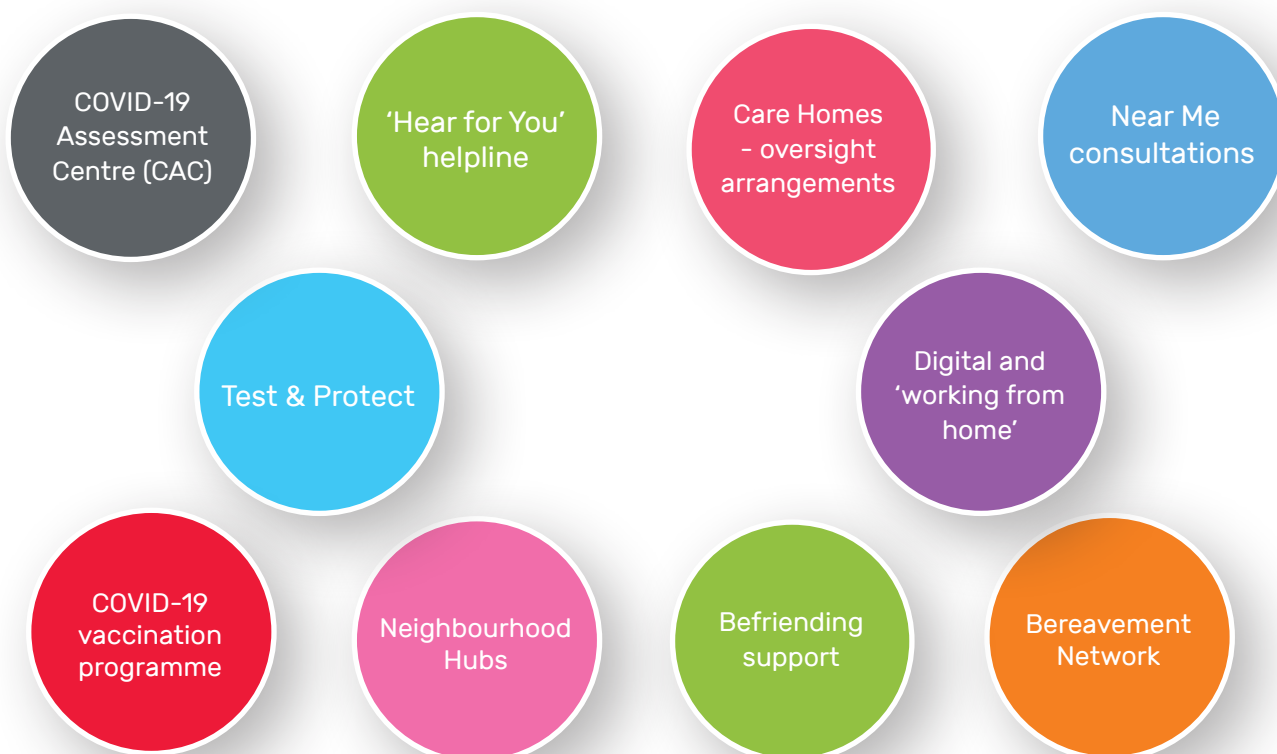 COVID-19
Assessment
Centre (CAC)
‘Hear for You’
helpline
Care Homes
- oversight
arrangements
Near Me
consultations
Test & Protect
Digital and
‘working from
home’
COVID-19
vaccination
programme
Neighbourhood
Hubs
Befriending
support
Bereavement
Network